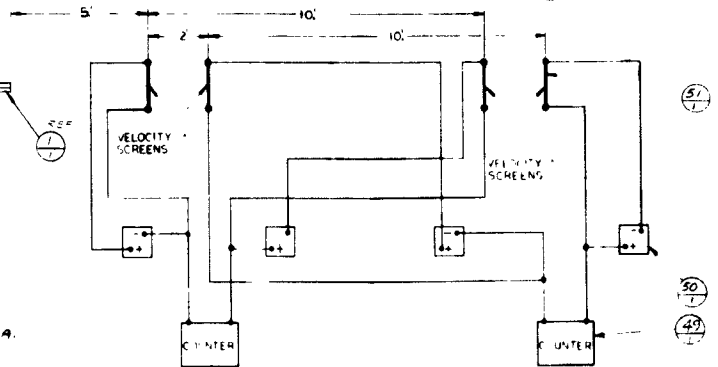 5'
10'
2'
10'
51
1
REF
1
1
VELOCITY
SCREENS
VELOCITY
SCREENS
- +
- +
- +
- +
50
1
49
1
A.
COUNTER
COUNTER